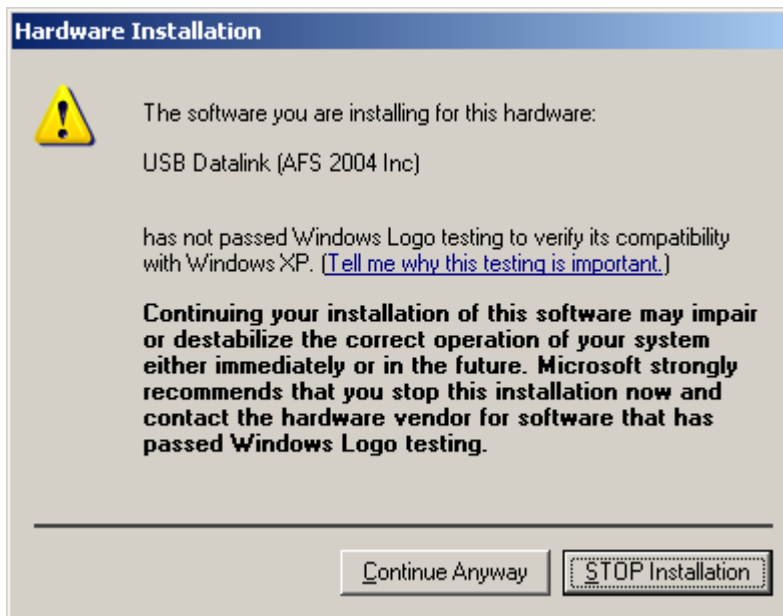 Hardware Installation
The software you are installing for this hardware:
USB Datalink (AFS 2004 Inc)
has not passed Windows Logo testing to verify its compatibility
with Windows XP. (Tell me why this testing is important.)
Continuing your installation of this software may impair
or destabilize the correct operation of your system
either immediately or in the future. Microsoft strongly
recommends that you stop this installation now and
contact the hardware vendor for software that has
passed Windows Logo testing.
Continue Anyway STOP Installation